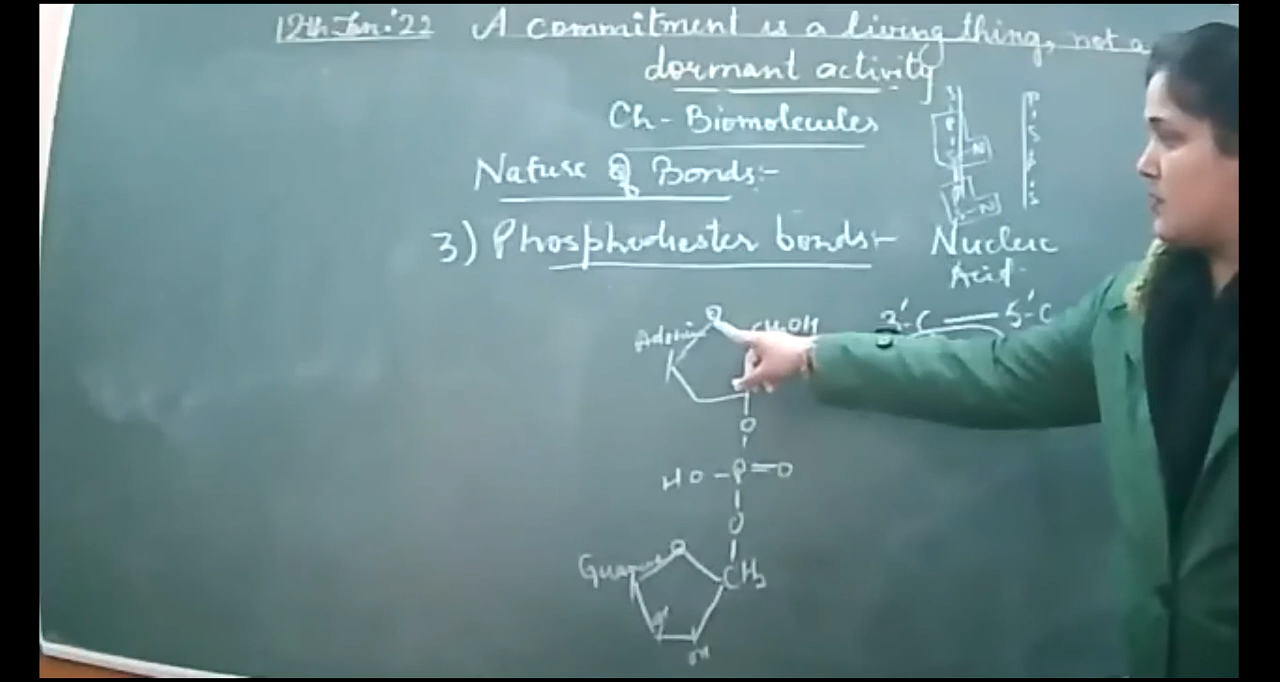 12th Jan.'22 A commitment is a living thing, not a
dormant activity
Ch- Biomolecules
Nature of Bonds:-
3) Phosphodiester bonds:-
Nucleic
Acid.
3'-C — 5'-C
CH2OH
O
O
HO-P=O
O
Guanine O
CH2
OH